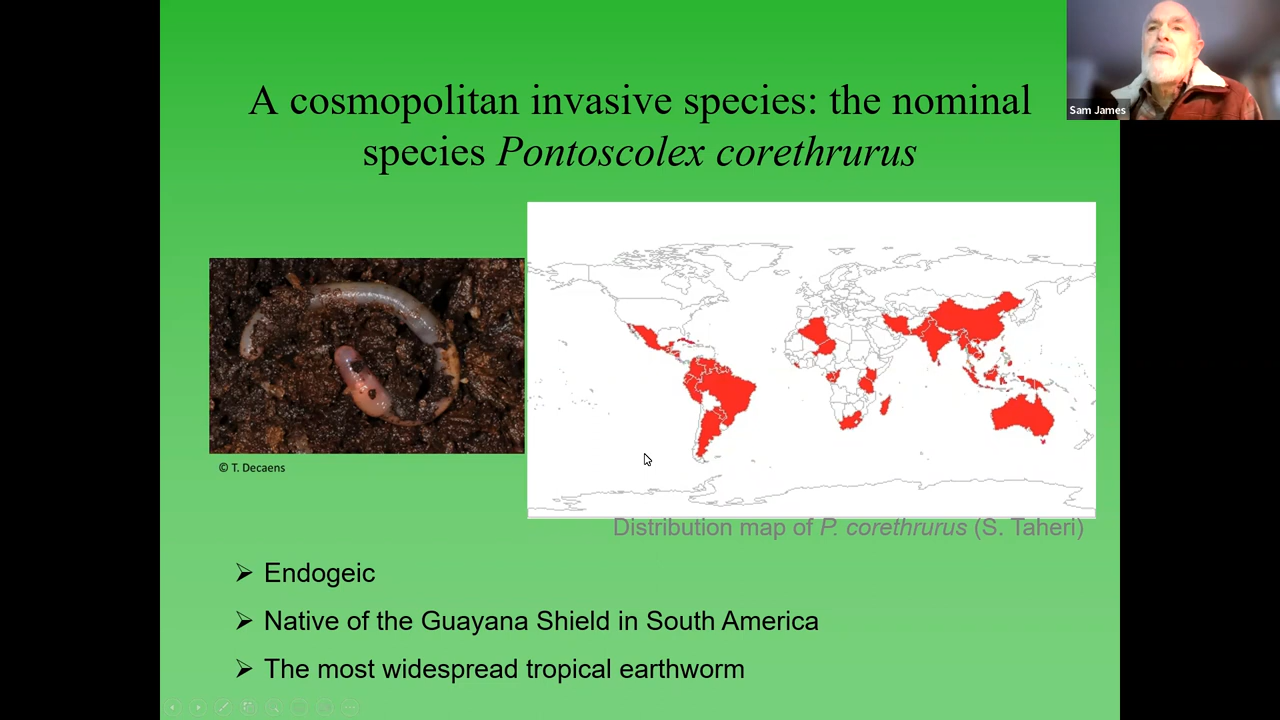 A cosmopolitan invasive species: the nominal
species Pontoscolex corethrurus
Sam James
© T. Decaens
Distribution map of P. corethrurus (S. Taheri)
➢ Endogeic
➢ Native of the Guayana Shield in South America
➢ The most widespread tropical earthworm